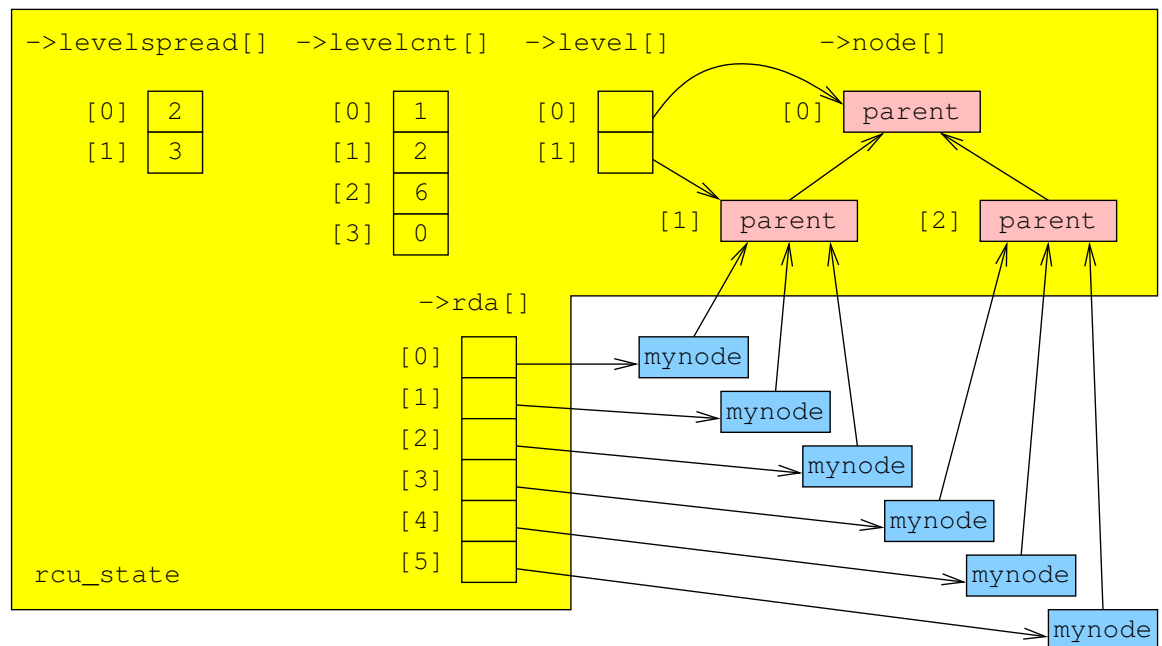 ->levelspread[] ->levelcnt[] ->level[] ->node[]
[0] 2 [0] 1 [0] [0] parent
[1] 3 [1] 2 [1]
[2] 6 [1] parent [2] parent
[3] 0
->rda[]
[0] mynode
[1] mynode
[2] mynode
[3] mynode
[4] mynode
[5] mynode
rcu_state